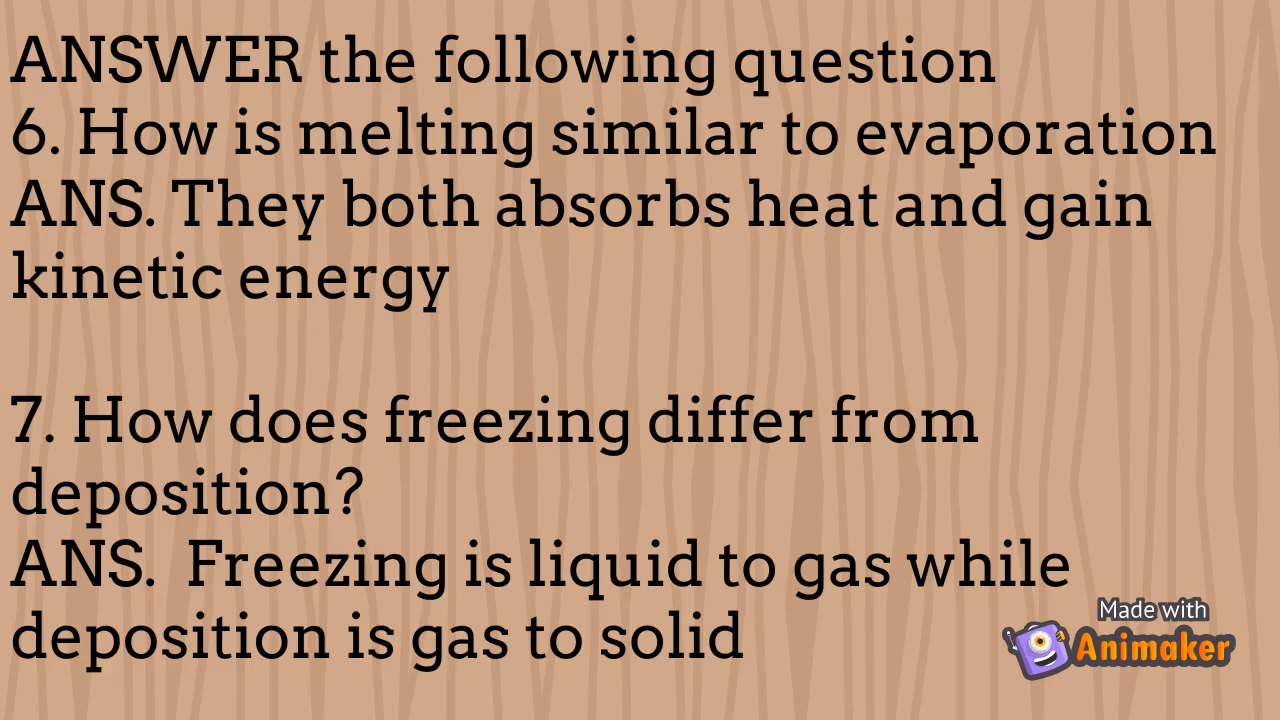 ANSWER the following question
6. How is melting similar to evaporation
ANS. They both absorbs heat and gain
kinetic energy
7. How does freezing differ from
deposition?
ANS.  Freezing is liquid to gas while
deposition is gas to solid
Made with
Animaker